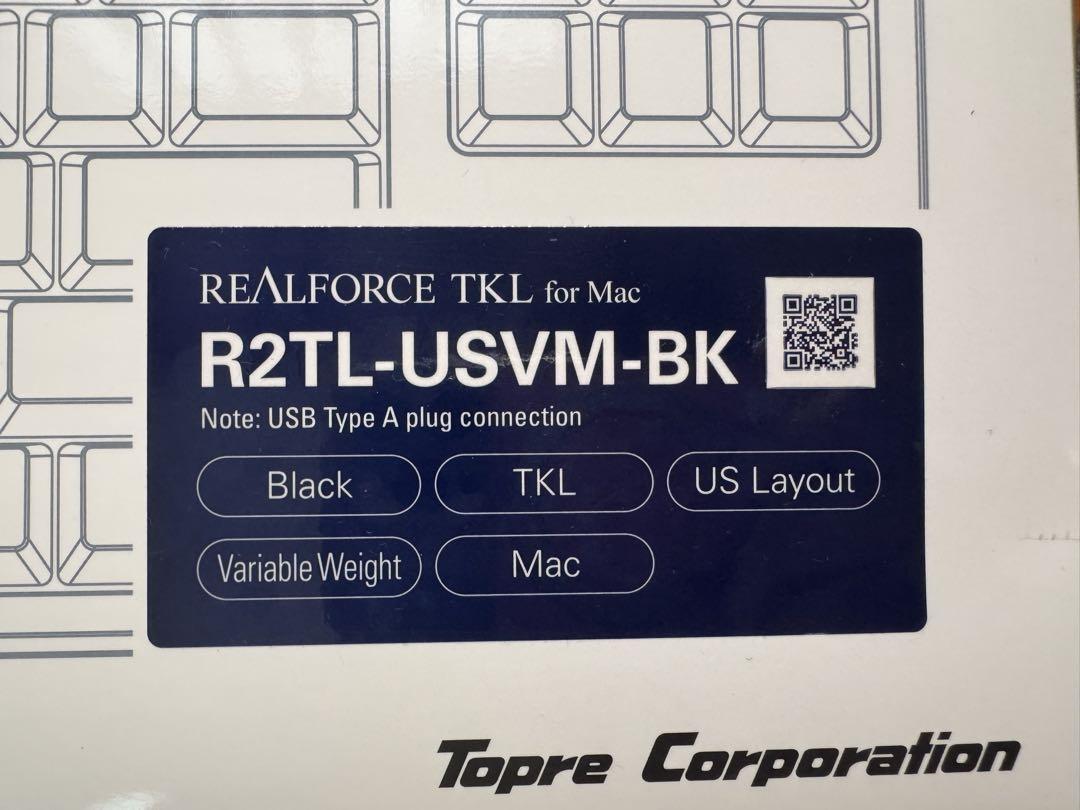 REALFORCE TKL for Mac
R2TL-USVM-BK
Note: USB Type A plug connection
Black TKL US Layout
Variable Weight Mac
Topre Corporation